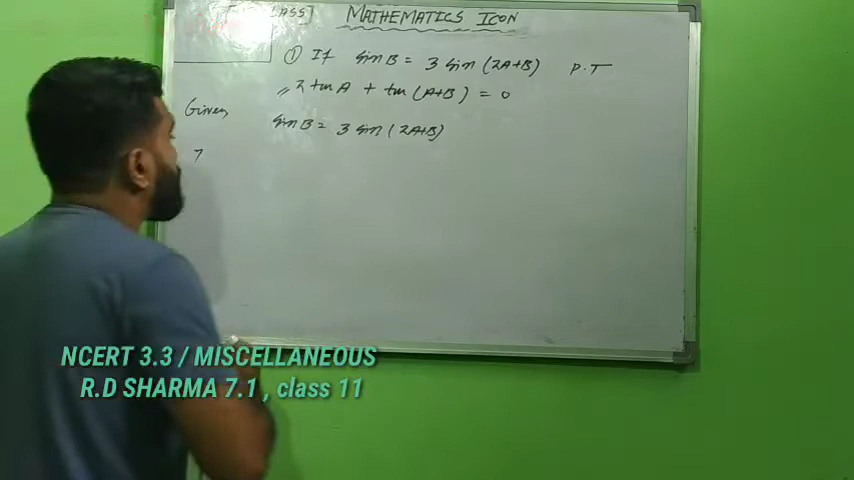 CLASS] MATHEMATICS ICON
① If sin B = 3 sin (2A+B) P.T
2 tan A + tan (A+B) = 0
Given,
sin B = 3 sin (2A+B)
NCERT 3.3 / MISCELLANEOUS
R.D SHARMA 7.1 , class 11